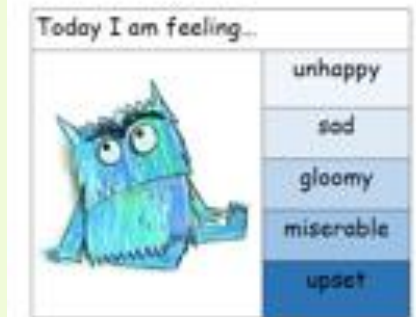 Today I am feeling...
unhappy
sad
gloomy
miserable
upset